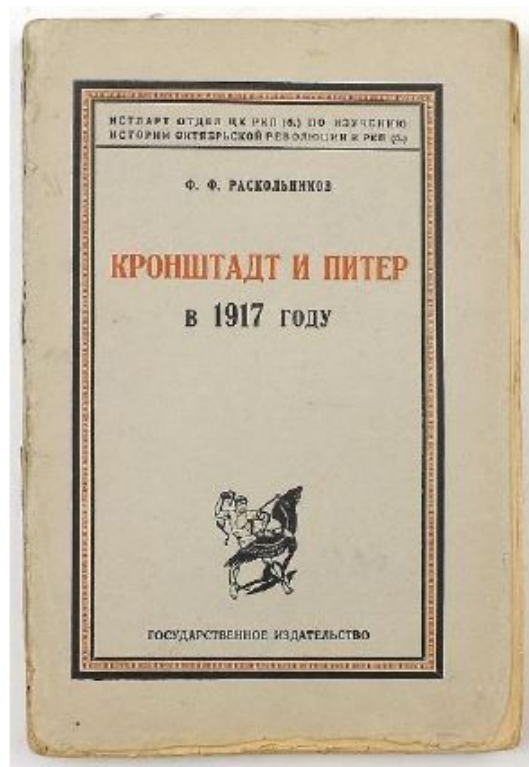 ИСТПАРТ ОТДЕЛ ЦК РКП (б.) ПО ИЗУЧЕНИЮ
ИСТОРИИ ОКТЯБРЬСКОЙ РЕВОЛЮЦИИ И РКП (б.)
Ф. Ф. РАСКОЛЬНИКОВ
КРОНШТАДТ И ПИТЕР
В 1917 ГОДУ
ГОСУДАРСТВЕННОЕ ИЗДАТЕЛЬСТВО